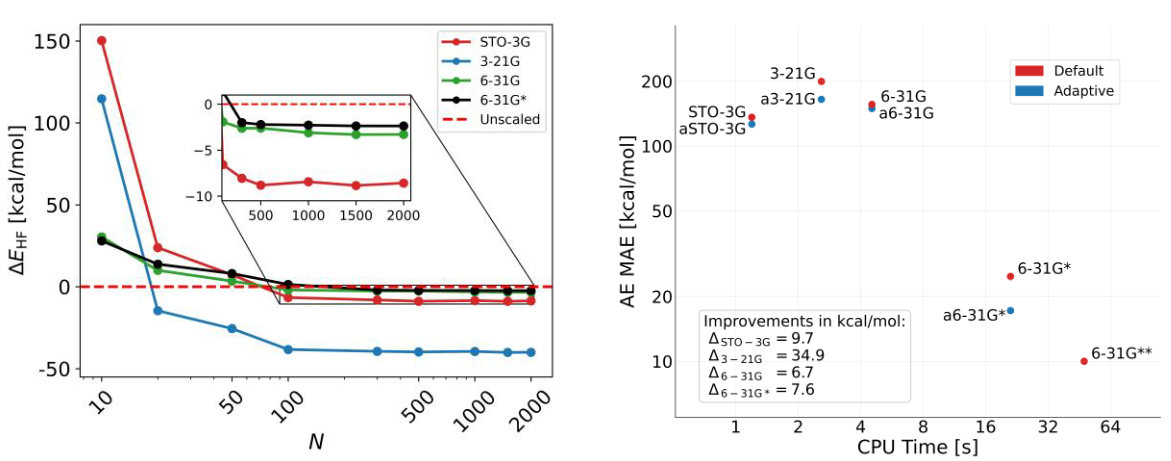 150
100
50
0
-50
ΔE_HF [kcal/mol]
10
50
100
500
1000
2000
N
STO-3G
3-21G
6-31G
6-31G*
Unscaled
0
−5
−10
500
1000
1500
2000
AE MAE [kcal/mol]
200
100
50
20
10
1
2
4
8
16
32
64
CPU Time [s]
Default
Adaptive
3-21G
a3-21G
STO-3G
aSTO-3G
6-31G
a6-31G
6-31G*
a6-31G*
6-31G**
Improvements in kcal/mol:
Δ_STO−3G = 9.7
Δ_3−21G = 34.9
Δ_6−31G = 6.7
Δ_6−31G* = 7.6